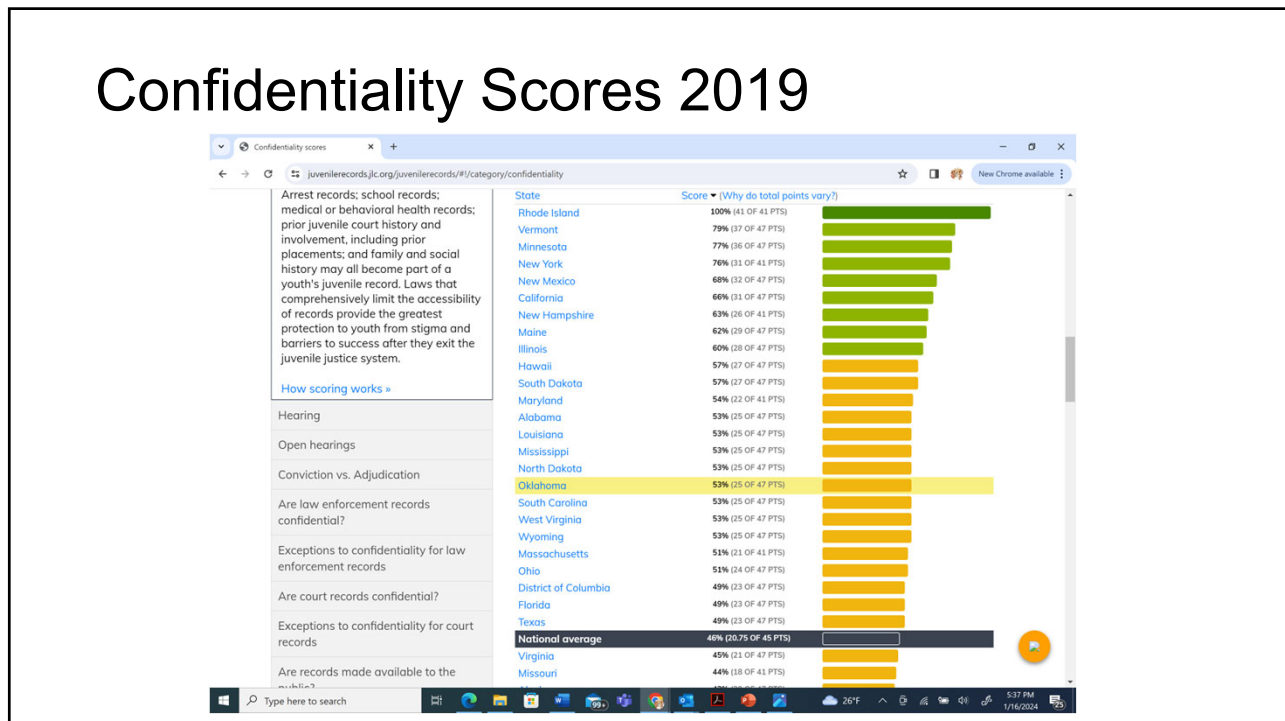 Confidentiality Scores 2019
Confidentiality scores
juvenilerecords.jlc.org/juvenilerecords/#!/category/confidentiality
New Chrome available
Arrest records; school records;
medical or behavioral health records;
prior juvenile court history and
involvement, including prior
placements; and family and social
history may all become part of a
youth's juvenile record. Laws that
comprehensively limit the accessibility
of records provide the greatest
protection to youth from stigma and
barriers to success after they exit the
juvenile justice system.
How scoring works »
Hearing
Open hearings
Conviction vs. Adjudication
Are law enforcement records
confidential?
Exceptions to confidentiality for law
enforcement records
Are court records confidential?
Exceptions to confidentiality for court
records
Are records made available to the
public?
State Score (Why do total points vary?)
Rhode Island 100% (41 OF 41 PTS)
Vermont 79% (37 OF 47 PTS)
Minnesota 77% (36 OF 47 PTS)
New York 76% (31 OF 41 PTS)
New Mexico 68% (32 OF 47 PTS)
California 66% (31 OF 47 PTS)
New Hampshire 63% (26 OF 41 PTS)
Maine 62% (29 OF 47 PTS)
Illinois 60% (28 OF 47 PTS)
Hawaii 57% (27 OF 47 PTS)
South Dakota 57% (27 OF 47 PTS)
Maryland 54% (22 OF 41 PTS)
Alabama 53% (25 OF 47 PTS)
Louisiana 53% (25 OF 47 PTS)
Mississippi 53% (25 OF 47 PTS)
North Dakota 53% (25 OF 47 PTS)
Oklahoma 53% (25 OF 47 PTS)
South Carolina 53% (25 OF 47 PTS)
West Virginia 53% (25 OF 47 PTS)
Wyoming 53% (25 OF 47 PTS)
Massachusetts 51% (21 OF 41 PTS)
Ohio 51% (24 OF 47 PTS)
District of Columbia 49% (23 OF 47 PTS)
Florida 49% (23 OF 47 PTS)
Texas 49% (23 OF 47 PTS)
National average 46% (20.75 OF 45 PTS)
Virginia 45% (21 OF 47 PTS)
Missouri 44% (18 OF 41 PTS)
Type here to search
99+
26°F
5:37 PM
1/16/2024
25